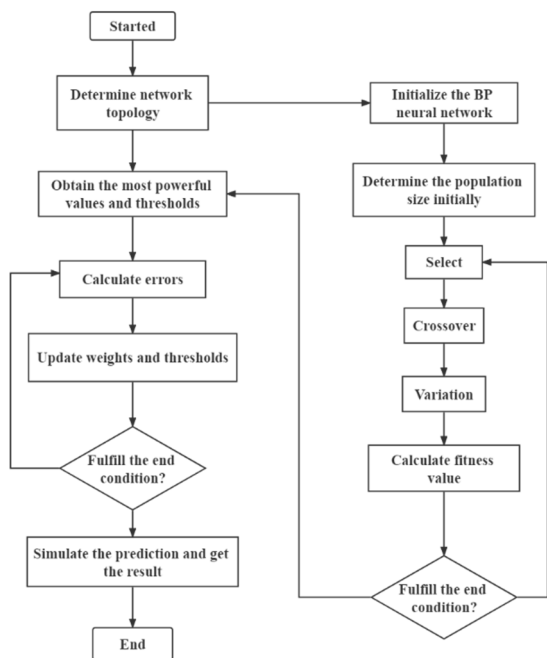 Started
Determine network
topology
Obtain the most powerful
values and thresholds
Calculate errors
Update weights and thresholds
Fulfill the end
condition?
Simulate the prediction and get
the result
End
Initialize the BP
neural network
Determine the population
size initially
Select
Crossover
Variation
Calculate fitness
value
Fulfill the end
condition?